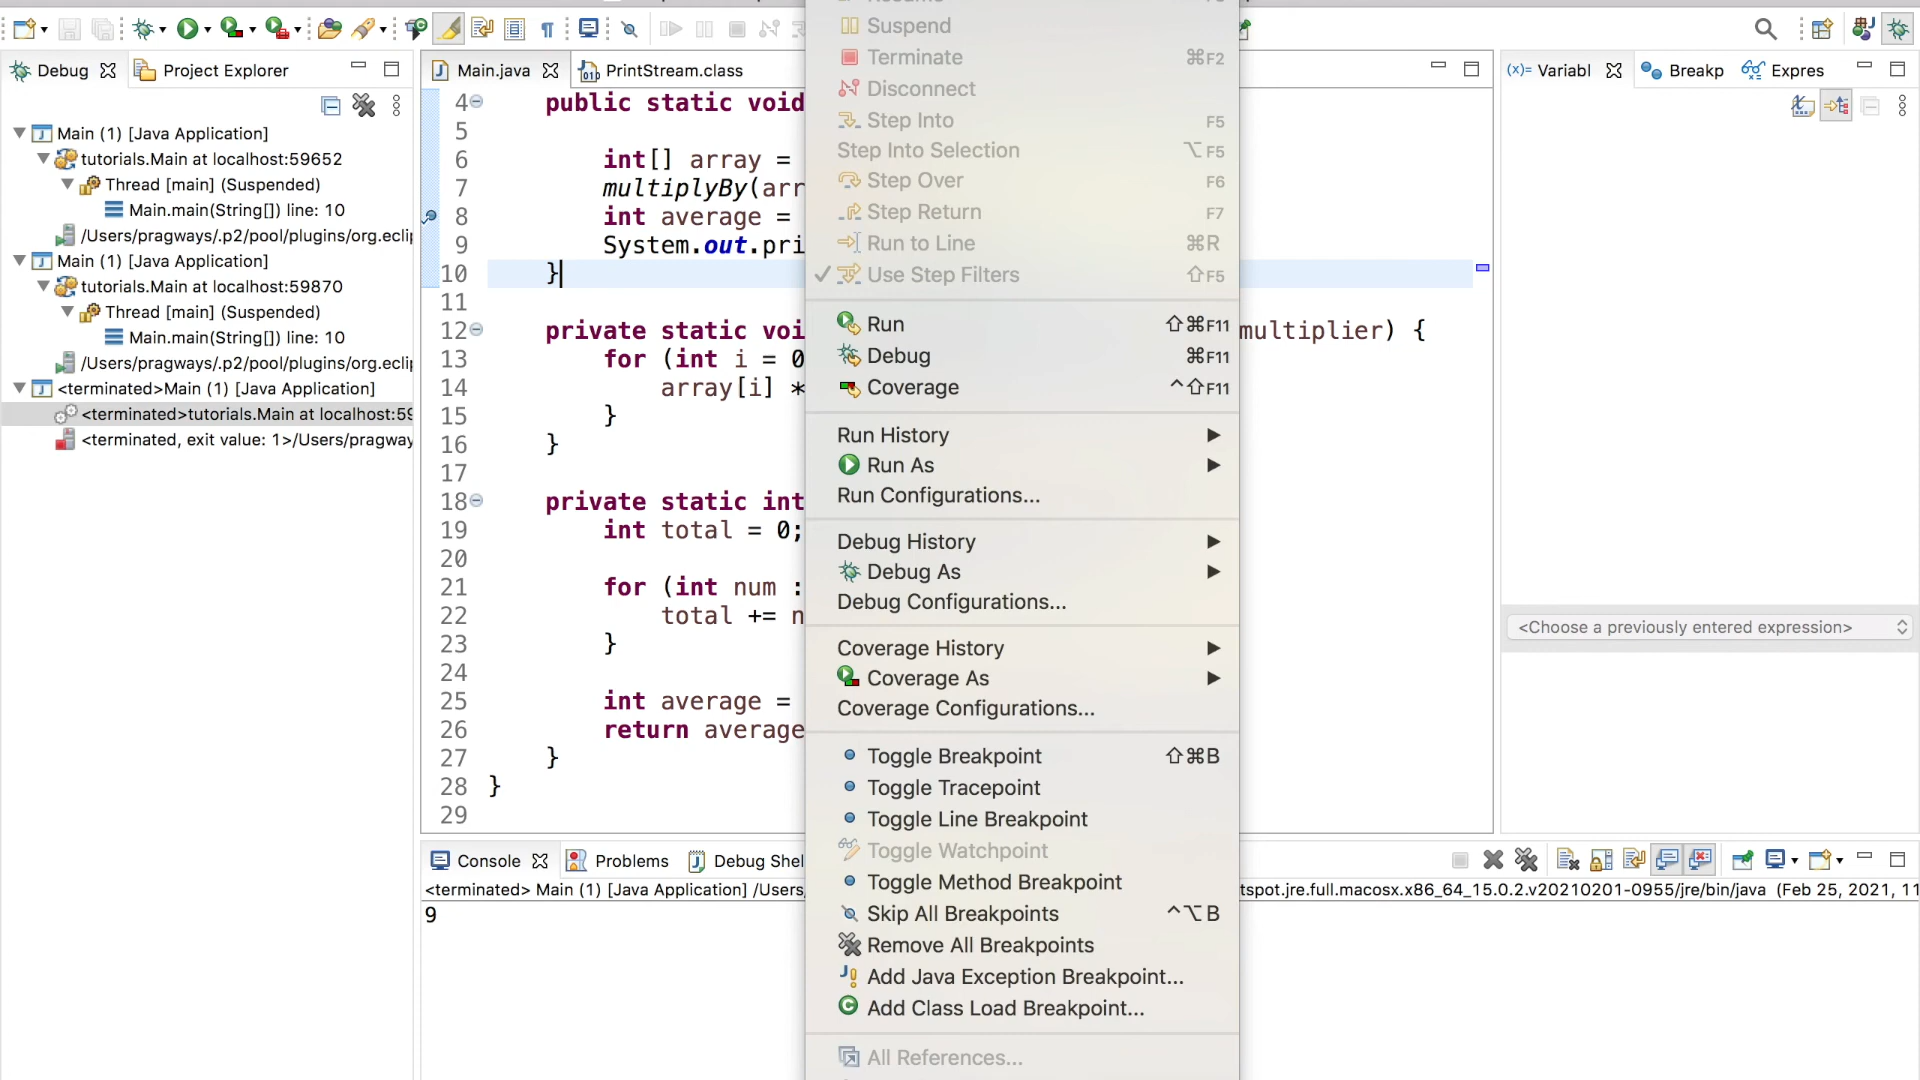 Debug
Project Explorer
Main (1) [Java Application]
tutorials.Main at localhost:59652
Thread [main] (Suspended)
Main.main(String[]) line: 10
/Users/pragways/.p2/pool/plugins/org.ecli
Main (1) [Java Application]
tutorials.Main at localhost:59870
Thread [main] (Suspended)
Main.main(String[]) line: 10
/Users/pragways/.p2/pool/plugins/org.ecli
<terminated>Main (1) [Java Application]
<terminated>tutorials.Main at localhost:59
<terminated, exit value: 1>/Users/pragway
Main.java
PrintStream.class
4 public static void
5
6 int[] array =
7 multiplyBy(arr
8 int average =
9 System.out.pri
10 }
11
12 private static voi
multiplier) {
13 for (int i = 0
14 array[i] *
15 }
16 }
17
18 private static int
19 int total = 0;
20
21 for (int num :
22 total += n
23 }
24
25 int average =
26 return average
27 }
28 }
29
Suspend
Terminate ⌘F2
Disconnect
Step Into F5
Step Into Selection ⌥F5
Step Over F6
Step Return F7
Run to Line ⌘R
✓ Use Step Filters ⇧F5
Run ⇧⌘F11
Debug ⌘F11
Coverage ^⇧F11
Run History
Run As
Run Configurations...
Debug History
Debug As
Debug Configurations...
Coverage History
Coverage As
Coverage Configurations...
Toggle Breakpoint ⇧⌘B
Toggle Tracepoint
Toggle Line Breakpoint
Toggle Watchpoint
Toggle Method Breakpoint
Skip All Breakpoints ^⌥B
Remove All Breakpoints
Add Java Exception Breakpoint...
Add Class Load Breakpoint...
All References...
(x)= Variabl
Breakp
Expres
<Choose a previously entered expression>
Console
Problems
Debug Shel
<terminated> Main (1) [Java Application] /Users,
tspot.jre.full.macosx.x86_64_15.0.2.v20210201-0955/jre/bin/java (Feb 25, 2021, 11
9